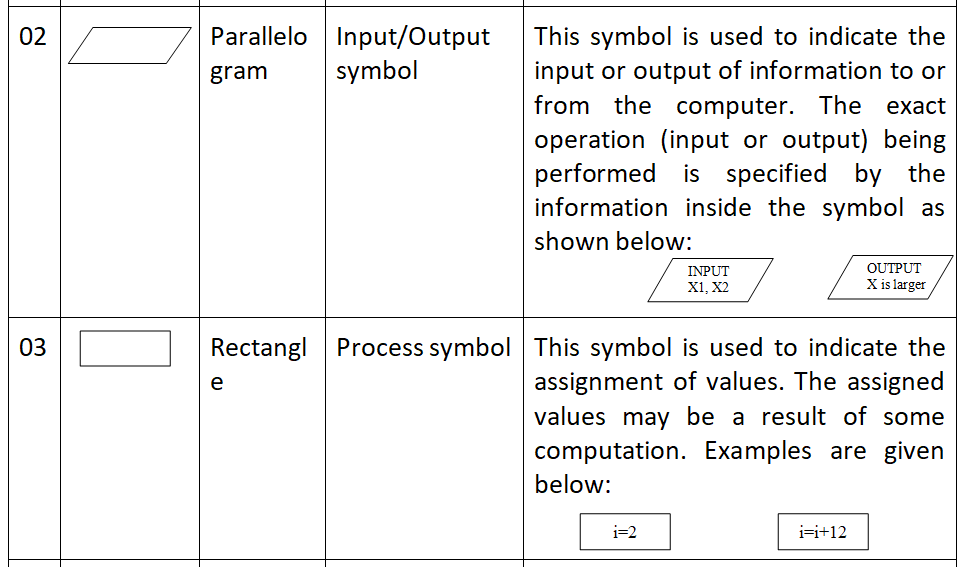 02
Parallelo
gram
Input/Output
symbol
This symbol is used to indicate the
input or output of information to or
from the computer. The exact
operation (input or output) being
performed is specified by the
information inside the symbol as
shown below:
INPUT
X1, X2
OUTPUT
X is larger
03
Rectangl
e
Process symbol
This symbol is used to indicate the
assignment of values. The assigned
values may be a result of some
computation. Examples are given
below:
i=2
i=i+12